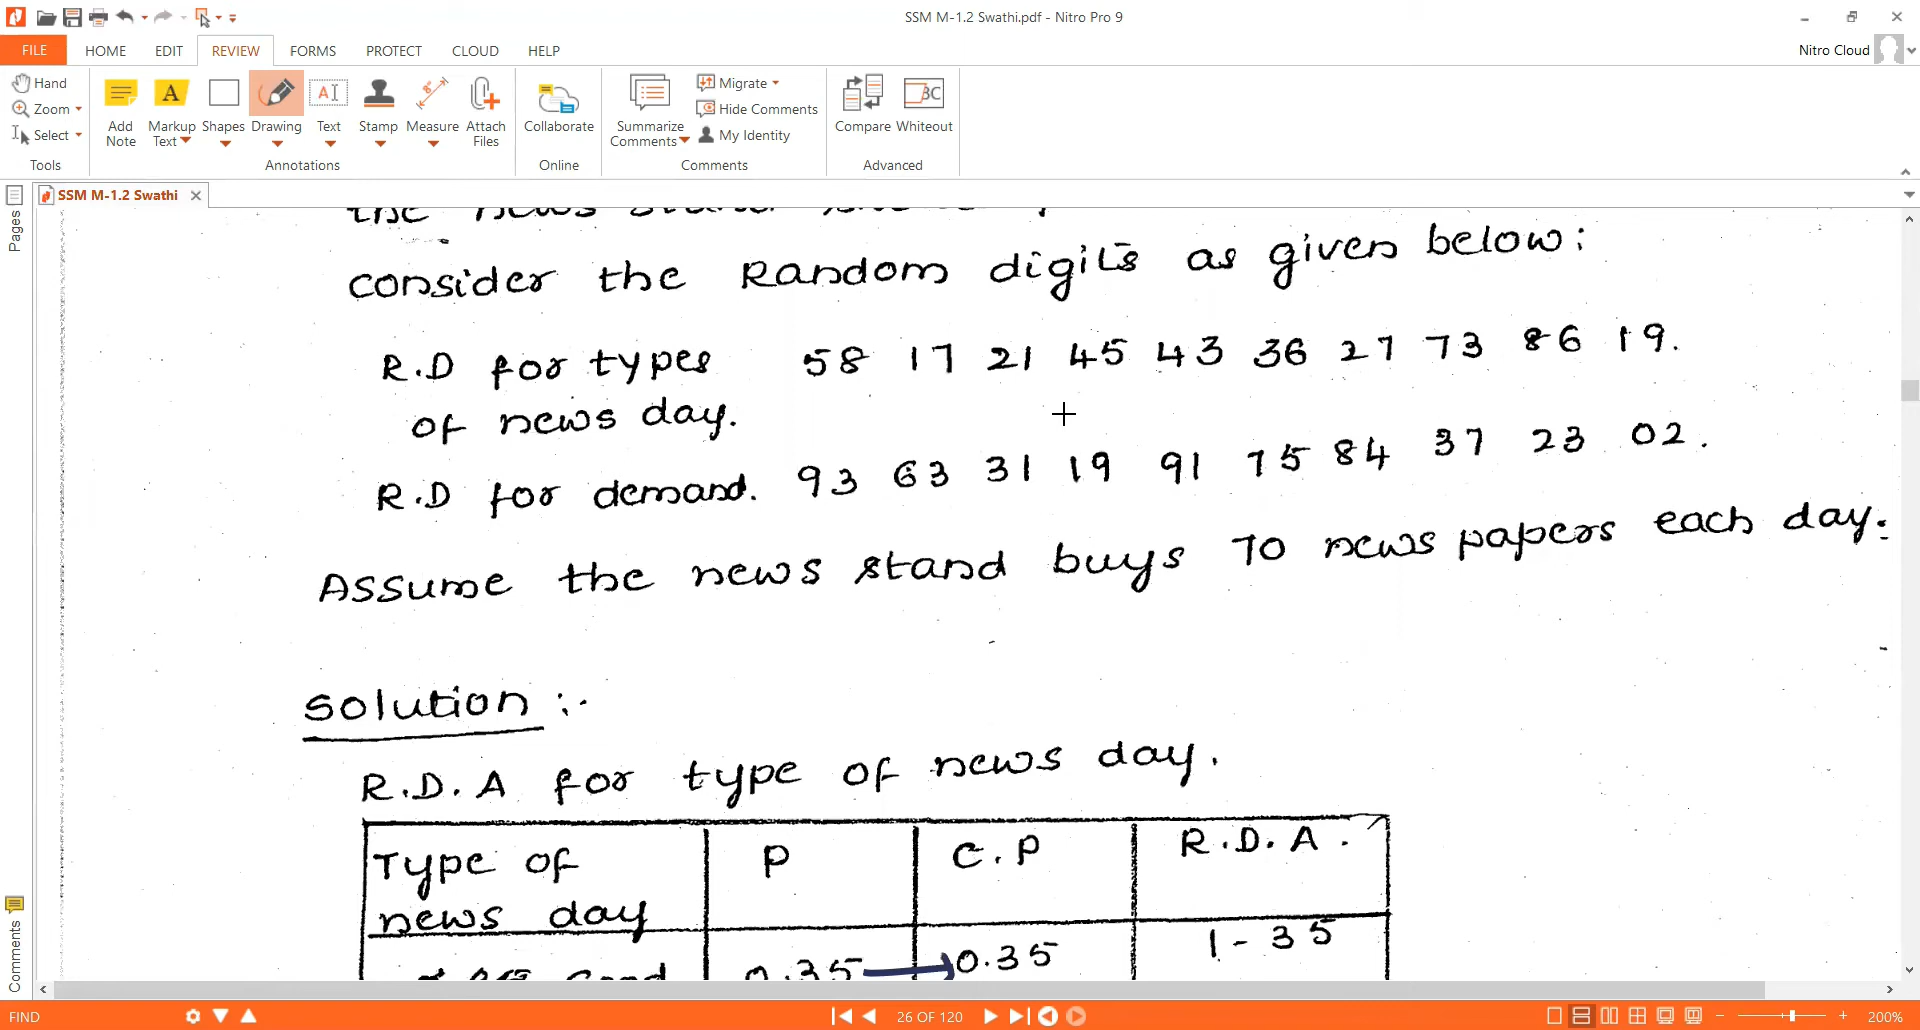 SSM M-1.2 Swathi.pdf - Nitro Pro 9
FILE HOME EDIT REVIEW FORMS PROTECT CLOUD HELP
Nitro Cloud
Hand
Zoom
Select
Tools
Add Note
Markup Text
Shapes
Drawing
Text
Stamp
Measure
Attach Files
Annotations
Collaborate
Online
Summarize Comments
Migrate
Hide Comments
My Identity
Comments
Compare
Whiteout
Advanced
SSM M-1.2 Swathi
Pages
Comments
the news
consider the Random digits as given below:
R.D for types 58 17 21 45 43 36 27 73 86 19.
of news day.
R.D for demand. 93 63 31 19 91 75 84 37 23 02.
Assume the news stand buys 70 news papers each day.
Solution :-
R.D.A for type of news day.
Type of news day P C.P R.D.A.
Good 0.35 0.35 1-35
FIND
26 OF 120
200%